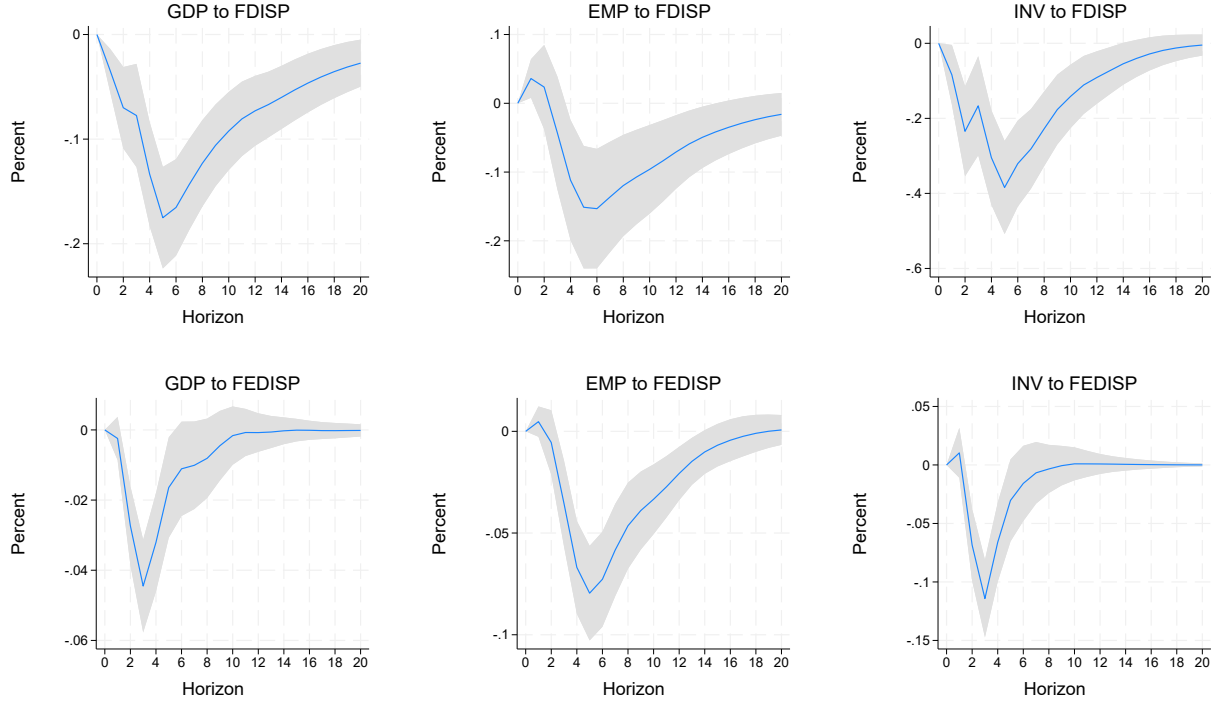 GDP to FDISP
0
-.1
-.2
Percent
0 2 4 6 8 10 12 14 16 18 20
Horizon
EMP to FDISP
.1
0
-.1
-.2
Percent
0 2 4 6 8 10 12 14 16 18 20
Horizon
INV to FDISP
0
-.2
-.4
-.6
Percent
0 2 4 6 8 10 12 14 16 18 20
Horizon
GDP to FEDISP
0
-.02
-.04
-.06
Percent
0 2 4 6 8 10 12 14 16 18 20
Horizon
EMP to FEDISP
0
-.05
-.1
Percent
0 2 4 6 8 10 12 14 16 18 20
Horizon
INV to FEDISP
.05
0
-.05
-.1
-.15
Percent
0 2 4 6 8 10 12 14 16 18 20
Horizon